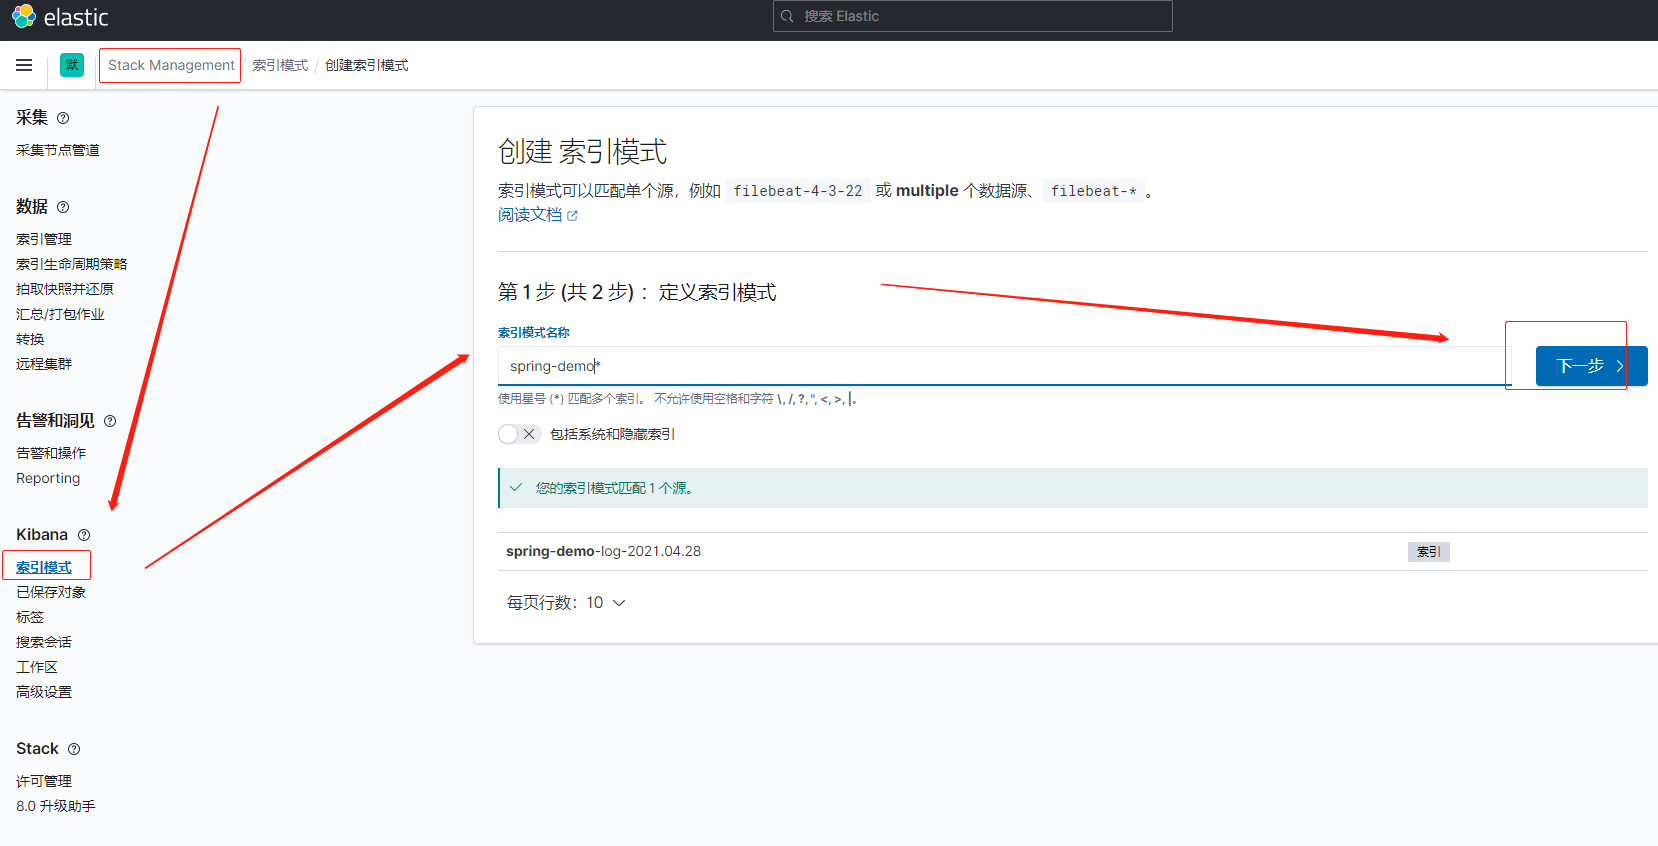 elastic
搜索 Elastic
默
Stack Management / 索引模式 / 创建索引模式
采集
采集节点管道
数据
索引管理
索引生命周期策略
拍取快照并还原
汇总/打包作业
转换
远程集群
告警和洞见
告警和操作
Reporting
Kibana
索引模式
已保存对象
标签
搜索会话
工作区
高级设置
Stack
许可管理
8.0 升级助手
创建 索引模式
索引模式可以匹配单个源，例如 filebeat-4-3-22 或 multiple 个数据源、 filebeat-* 。
阅读文档
第 1 步 (共 2 步) ：定义索引模式
索引模式名称
spring-demo*
下一步
使用星号 (*) 匹配多个索引。 不允许使用空格和字符 \, /, ?, ", <, >, |。
包括系统和隐藏索引
您的索引模式匹配 1 个源。
spring-demo-log-2021.04.28
索引
每页行数：10